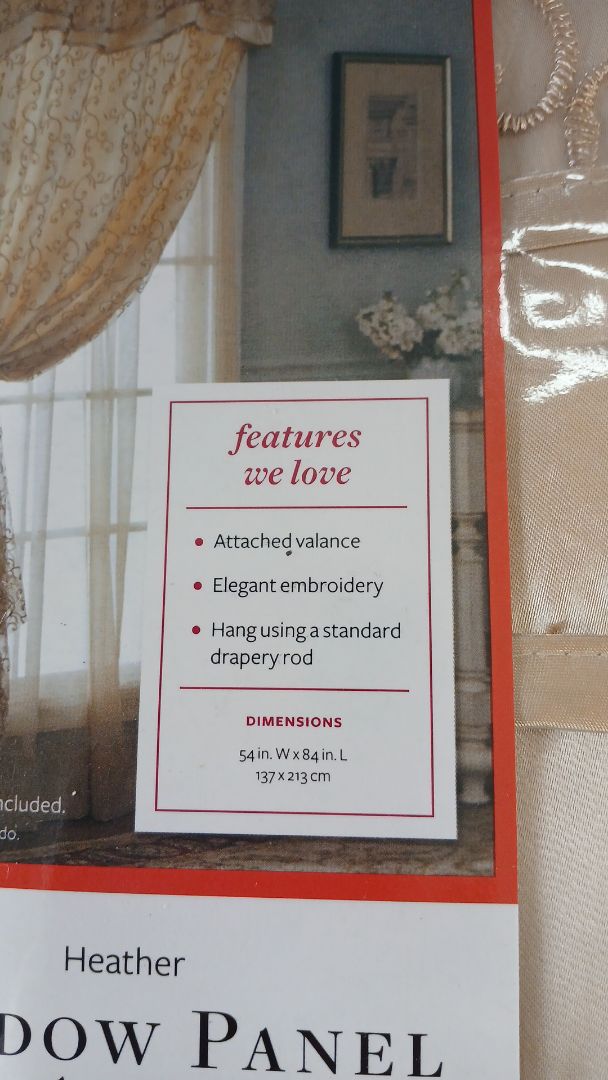 features
we love
• Attached valance
• Elegant embroidery
• Hang using a standard
drapery rod
DIMENSIONS
54 in. W x 84 in. L
137 x 213 cm
ncluded.
do.
Heather
DOW PANEL